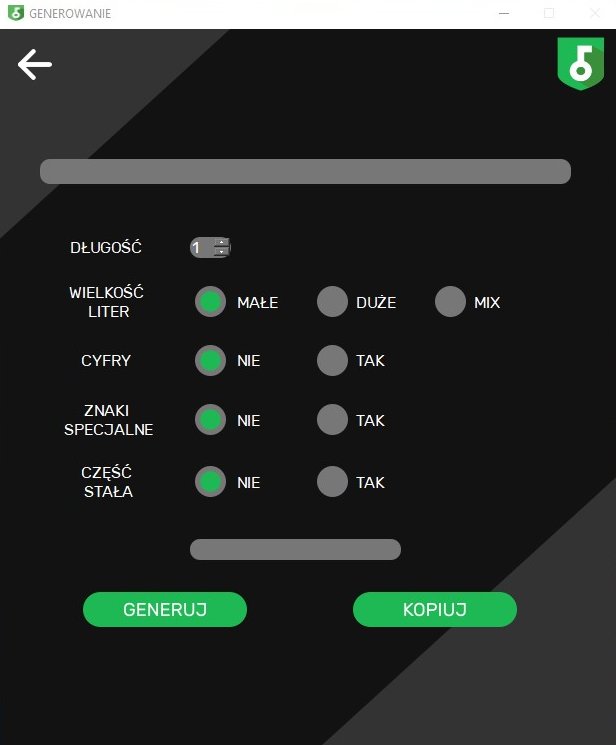 GENEROWANIE
DŁUGOŚĆ 1
WIELKOŚĆ
LITER
MAŁE DUŻE MIX
CYFRY NIE TAK
ZNAKI
SPECJALNE
NIE TAK
CZĘŚĆ
STAŁA
NIE TAK
GENERUJ KOPIUJ